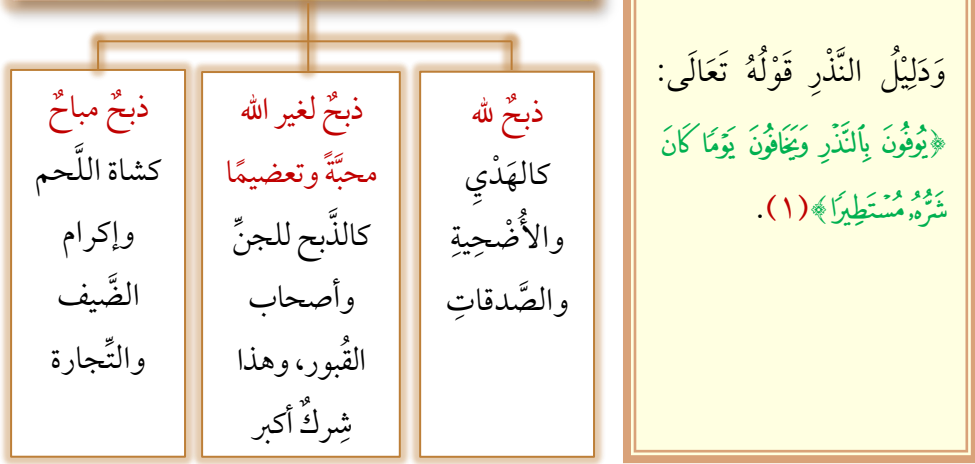 وَدَلِيْلُ النَّذْرِ قَوْلُهُ تَعَالَى:
﴿يُوفُونَ بِٱلنَّذۡرِ وَيَخَافُونَ يَوۡمٗا كَانَ
شَرُّهُۥ مُسۡتَطِيرٗا﴾(١).
ذبحٌ لله
كالهَدْيِ
والأُضْحِيةِ
والصَّدقاتِ
ذبحٌ لغير الله
محبَّةً وتعضيمًا
كالذَّبح للجنِّ
وأصحاب
القُبور، وهذا
شِركٌ أكبر
ذبحٌ مباحٌ
كشاة اللَّحم
وإكرام
الضَّيف
والتِّجارة